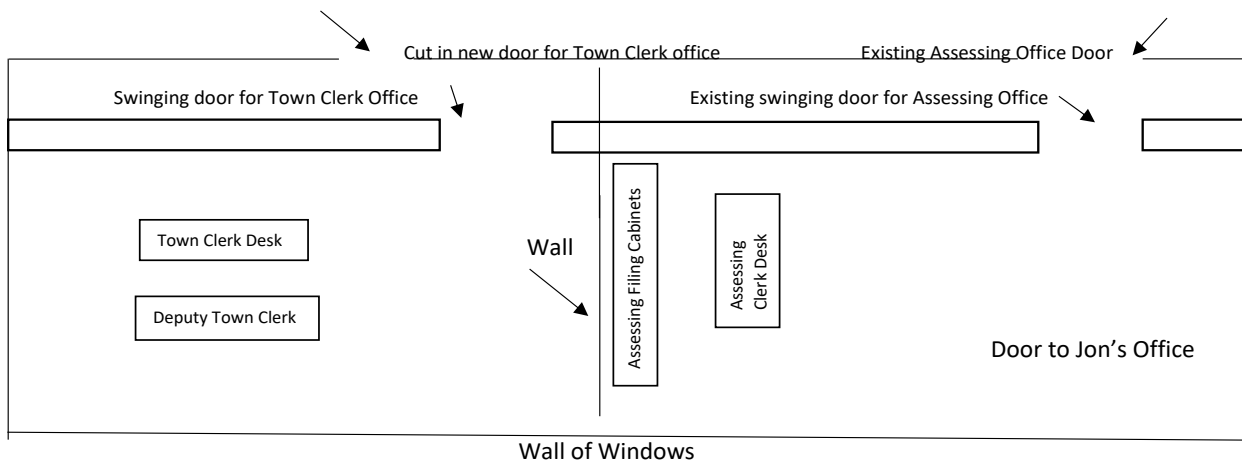 Cut in new door for Town Clerk office
Existing Assessing Office Door
Swinging door for Town Clerk Office
Existing swinging door for Assessing Office
Town Clerk Desk
Deputy Town Clerk
Wall
Assessing Filing Cabinets
Assessing
Clerk Desk
Door to Jon’s Office
Wall of Windows